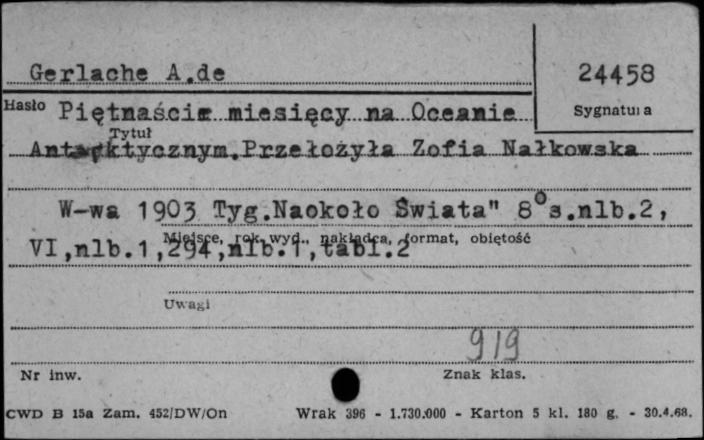 Gerlache A.de
24458
Hasło Piętnaście miesięcy na Oceanie
Sygnatura
Tytuł
Antarktycznym.Przełożyła Zofia Nałkowska
W-wa 1903 Tyg.Naokoło Świata" 8° s.nlb.2,
Miejsce, rok wyd., nakładca, format, objętość
VI,nlb.1,294,nlb.1,tabl.2
Uwagi
919
Nr inw.
Znak klas.
CWD B 15a Zam. 452/DW/On Wrak 396 - 1.730.000 - Karton 5 kl. 180 g. - 30.4.68.